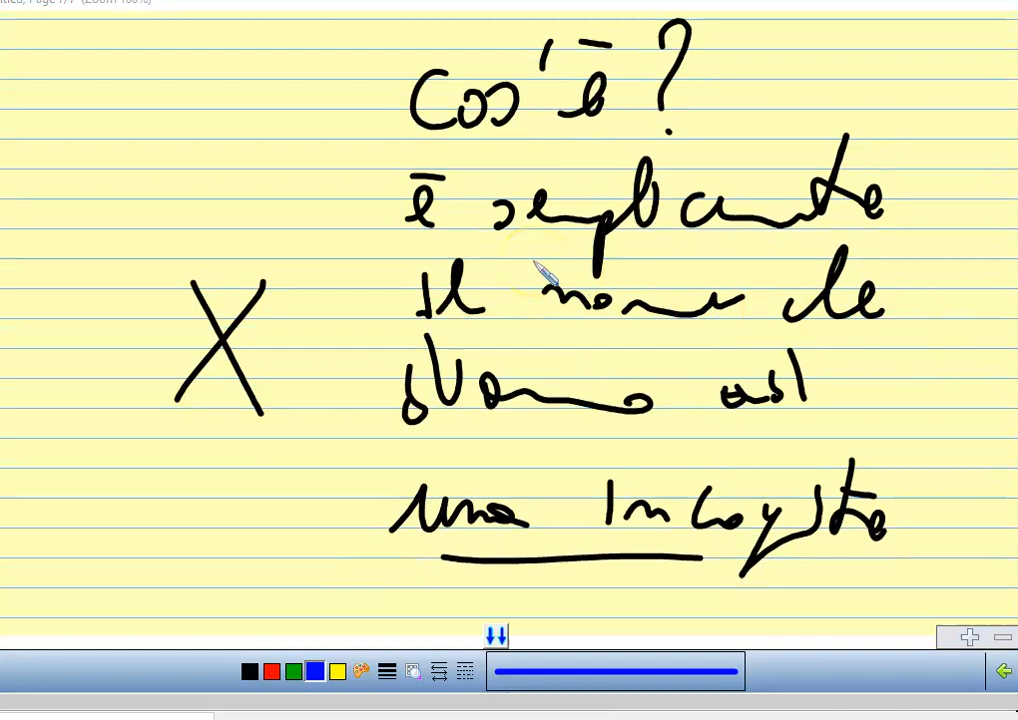 Cos'ē?
ē semplicemente
Il nome che
diamo ad
X
una incognita